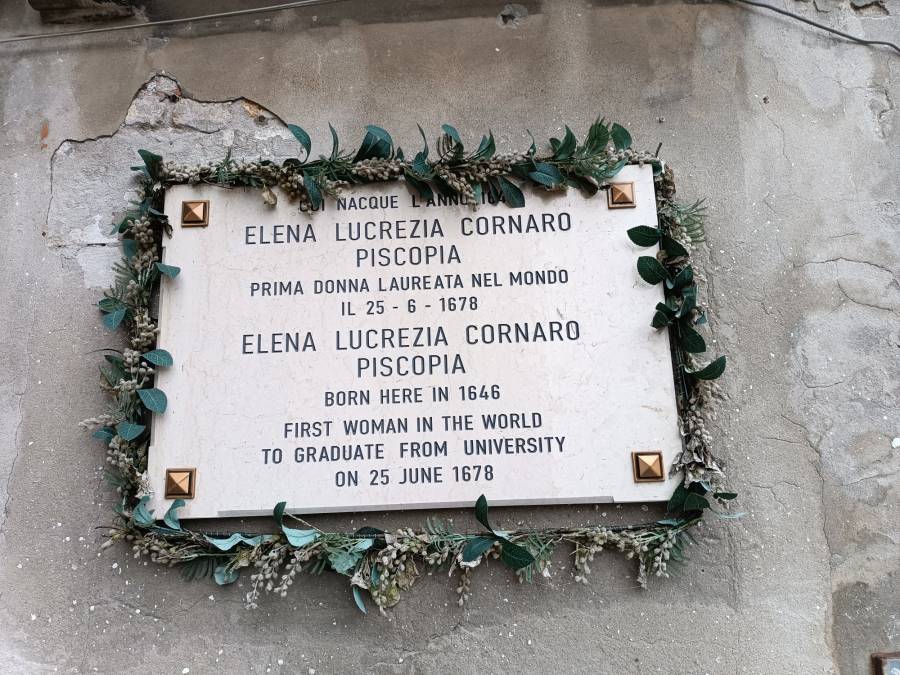 QUI NACQUE L'ANNO
ELENA LUCREZIA CORNARO
PISCOPIA
PRIMA DONNA LAUREATA NEL MONDO
IL 25 - 6 - 1678
ELENA LUCREZIA CORNARO
PISCOPIA
BORN HERE IN 1646
FIRST WOMAN IN THE WORLD
TO GRADUATE FROM UNIVERSITY
ON 25 JUNE 1678